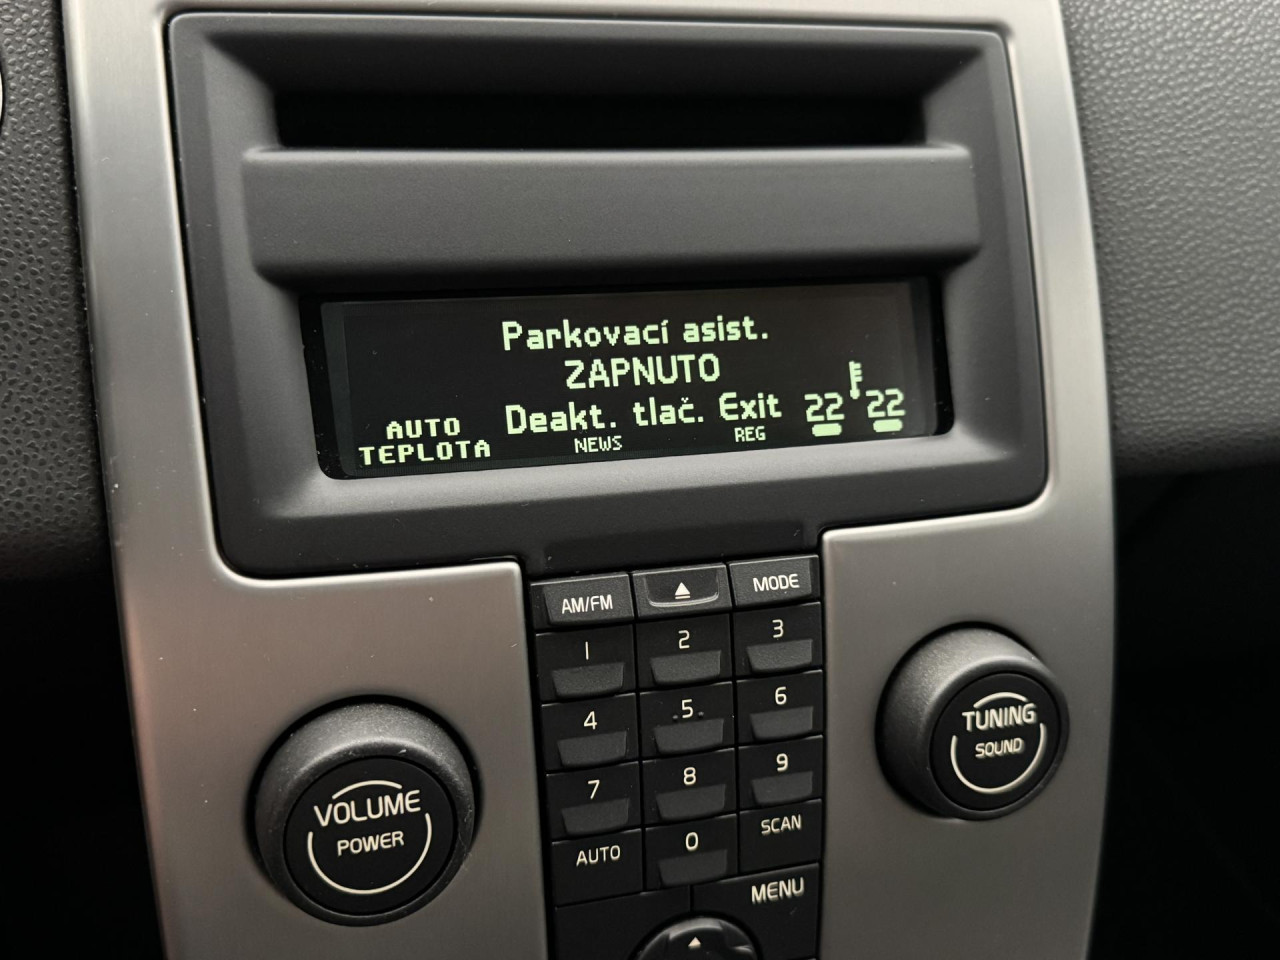 Parkovací asist.
ZAPNUTO
Deakt. tlač. Exit
22 22
AUTO
TEPLOTA
NEWS
REG
AM/FM
MODE
1 2 3
4 5 6
7 8 9
AUTO 0 SCAN
MENU
VOLUME
POWER
TUNING
SOUND